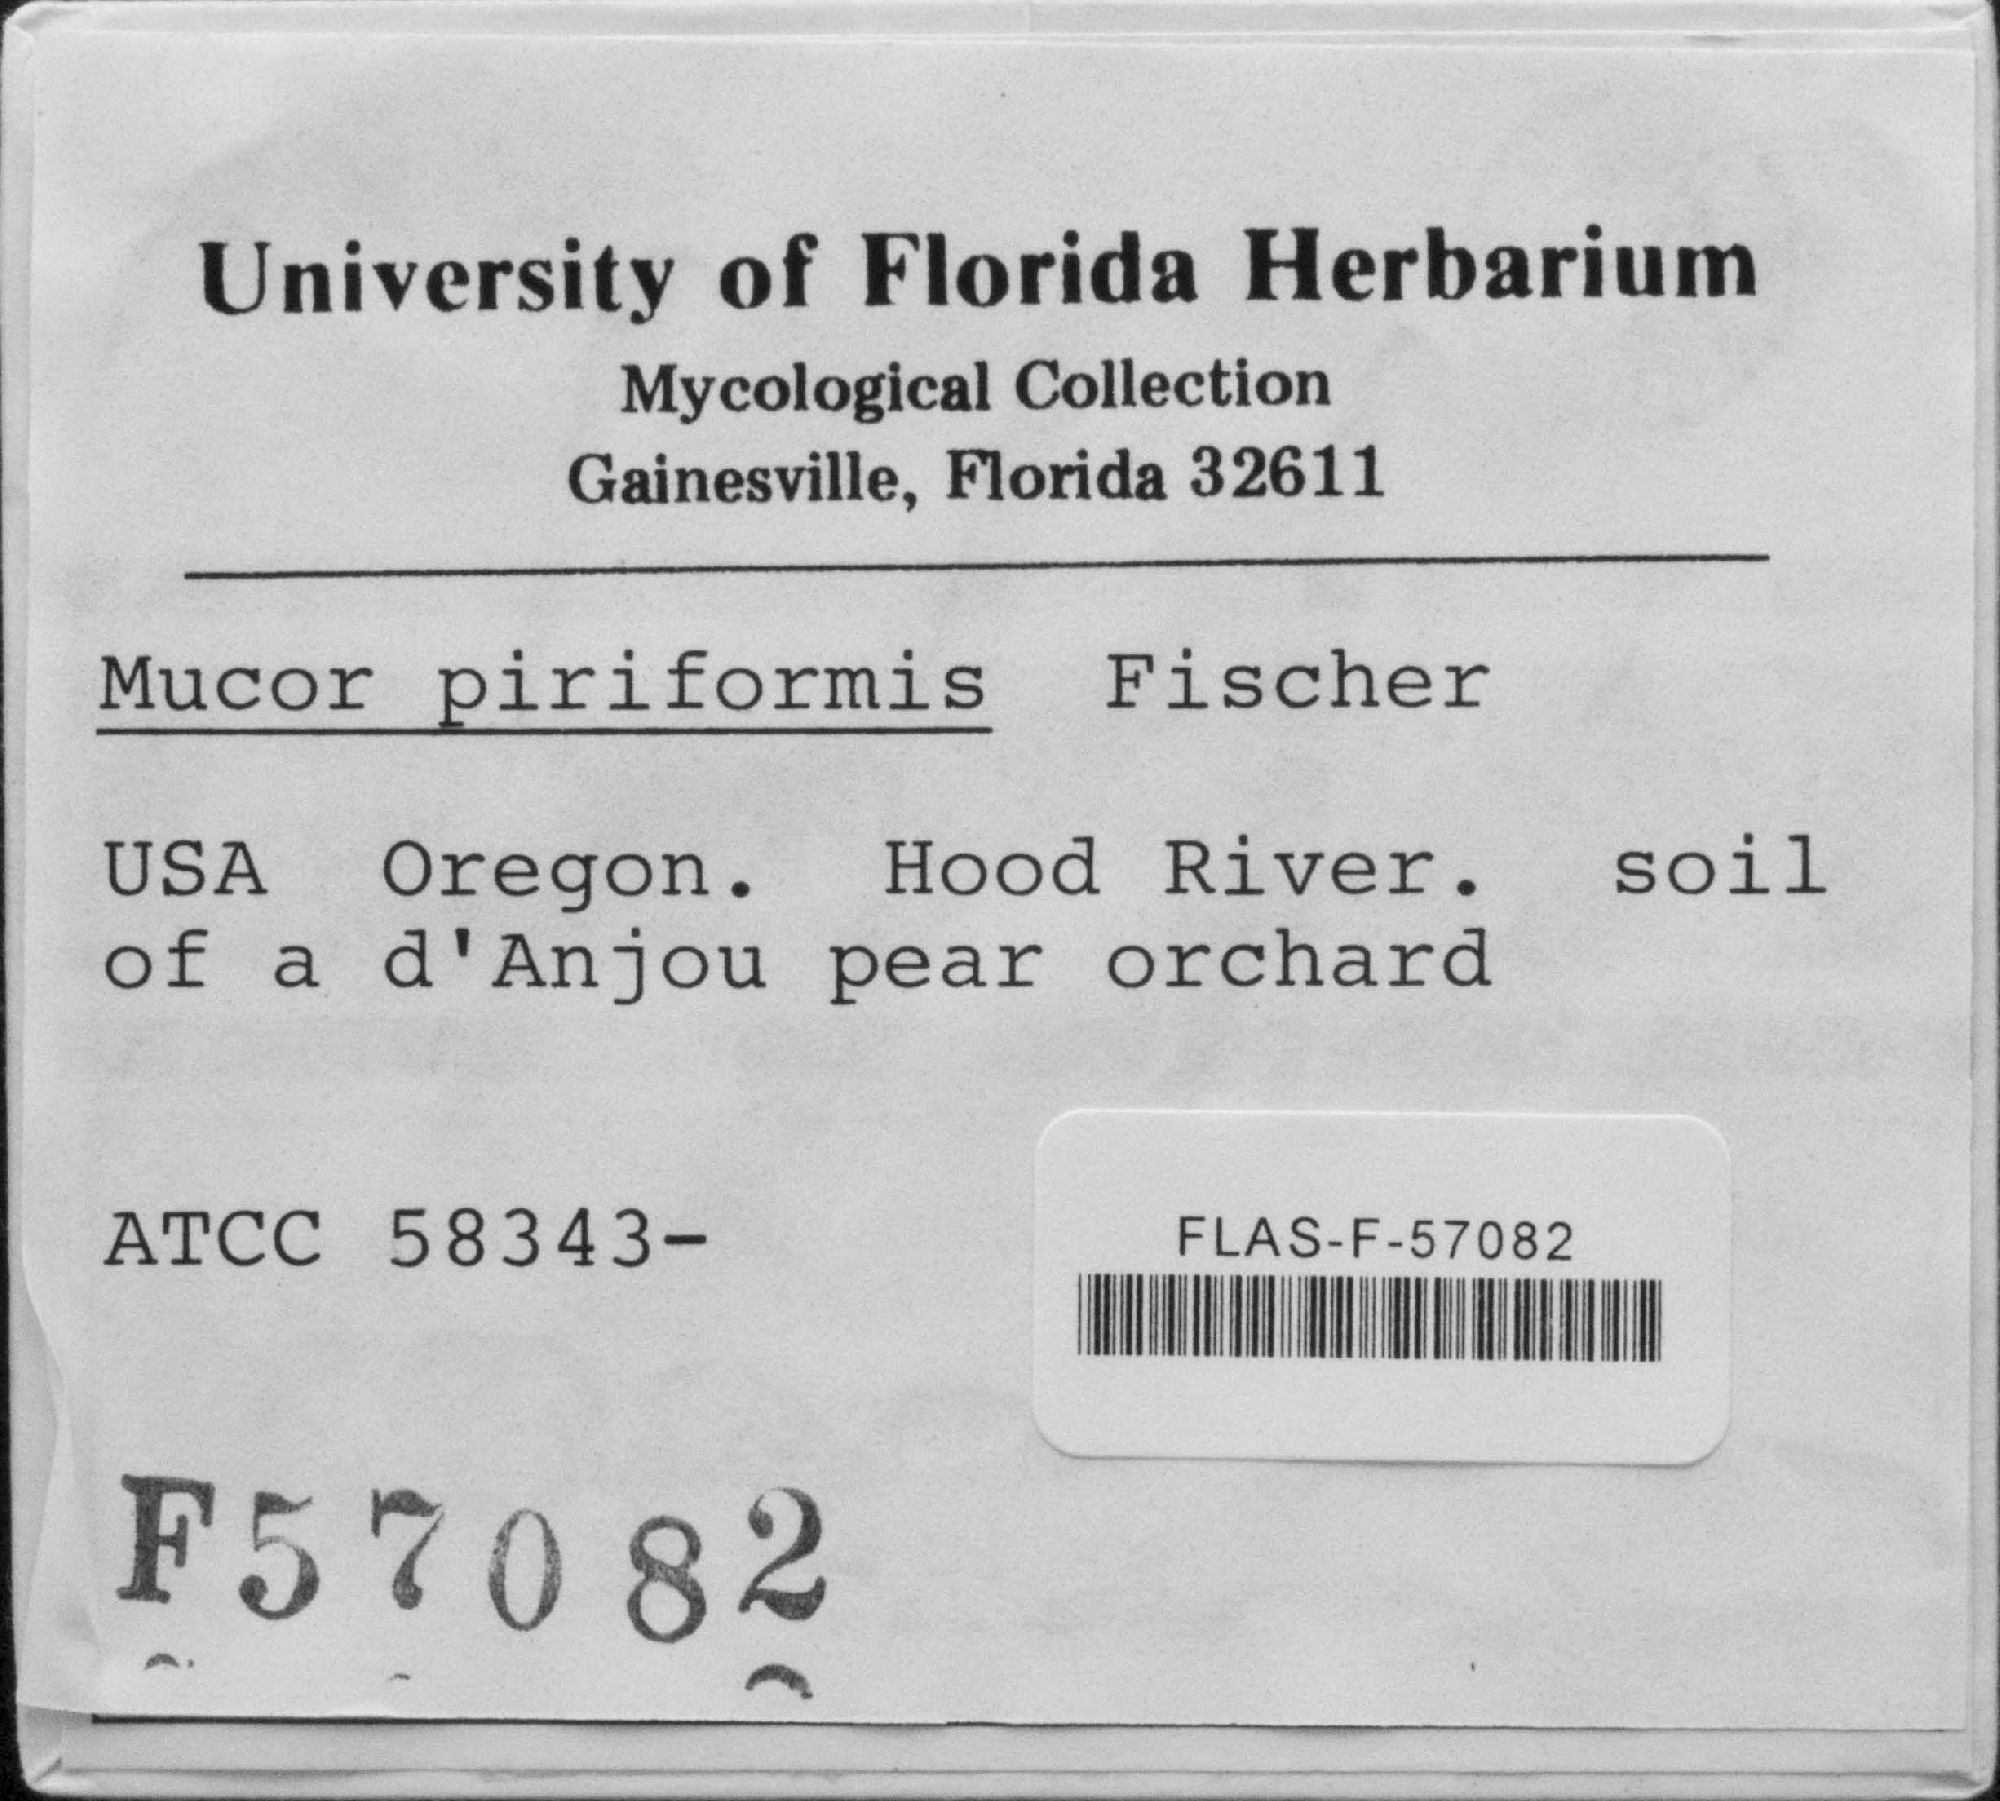 University of Florida Herbarium
Mycological Collection
Gainesville, Florida 32611
Mucor piriformis Fischer
USA Oregon. Hood River. soil
of a d'Anjou pear orchard
ATCC 58343-
FLAS-F-57082
F57082